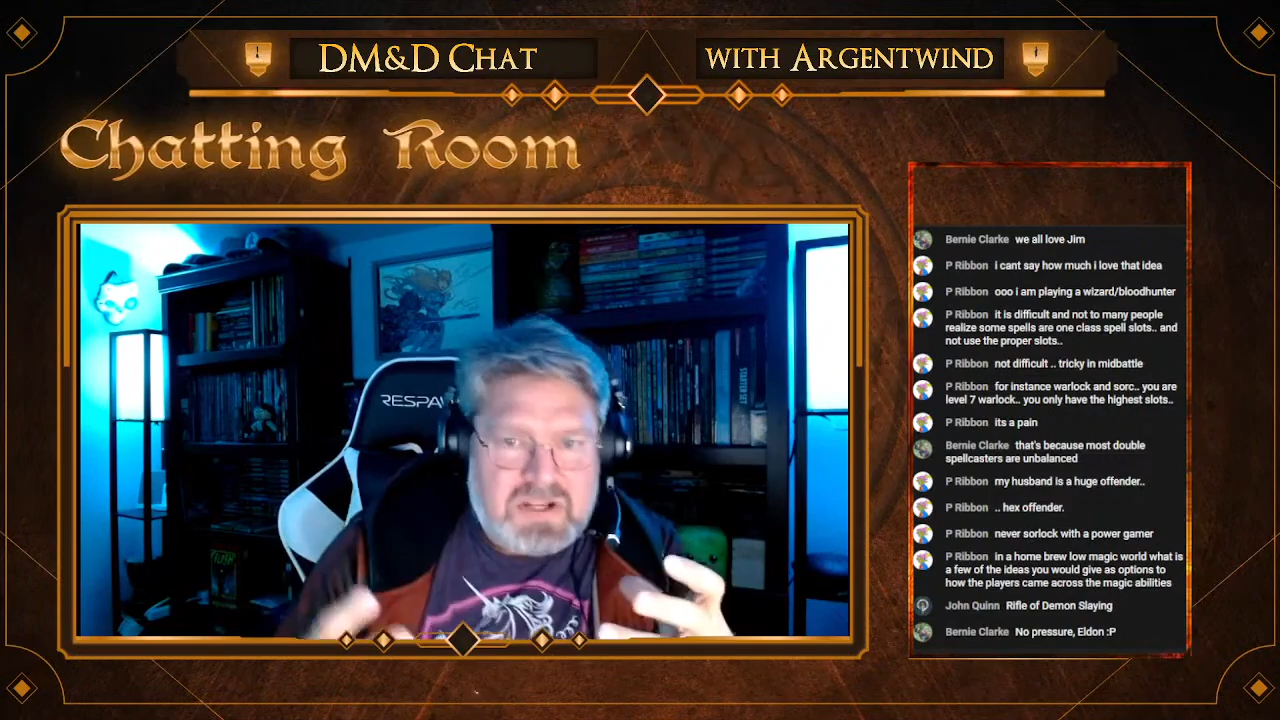 DM&D Chat
with Argentwind
Chatting Room
RESPAW
STARTER SET
Bernie Clarke we all love Jim
P Ribbon i cant say how much i love that idea
P Ribbon ooo i am playing a wizard/bloodhunter
P Ribbon it is difficult and not to many people
realize some spells are one class spell slots.. and
not use the proper slots..
P Ribbon not difficult .. tricky in midbattle
P Ribbon for instance warlock and sorc.. you are
level 7 warlock.. you only have the highest slots..
P Ribbon its a pain
Bernie Clarke that's because most double
spellcasters are unbalanced
P Ribbon my husband is a huge offender..
P Ribbon .. hex offender.
P Ribbon never sorlock with a power gamer
P Ribbon in a home brew low magic world what is
a few of the ideas you would give as options to
how the players came across the magic abilities
John Quinn Rifle of Demon Slaying
Bernie Clarke No pressure, Eldon :P